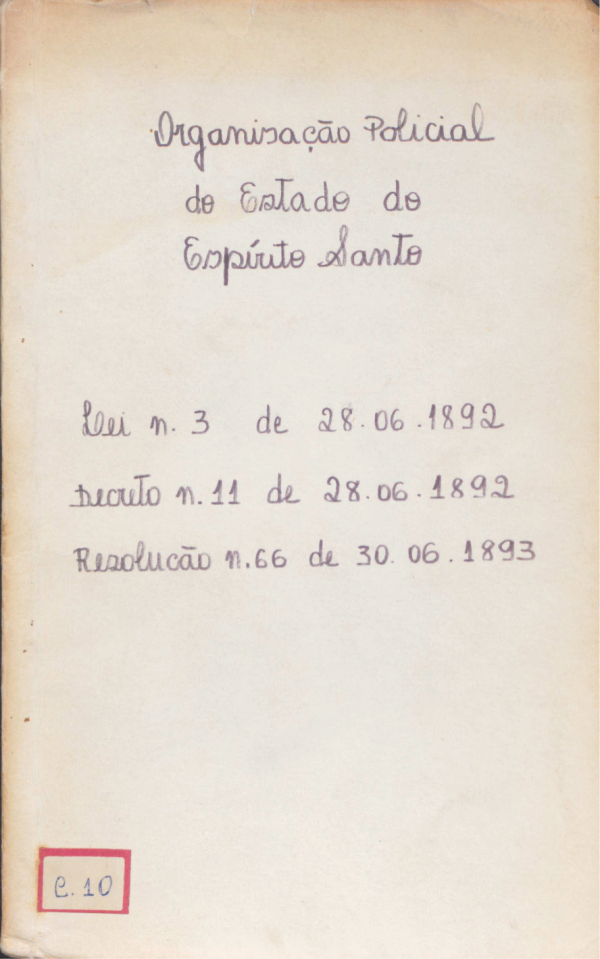 Organisação Policial
do Estado do
Espírito Santo
Lei n. 3 de 28.06.1892
Decreto n. 11 de 28.06.1892
Resolucão n.66 de 30.06.1893
C. 10